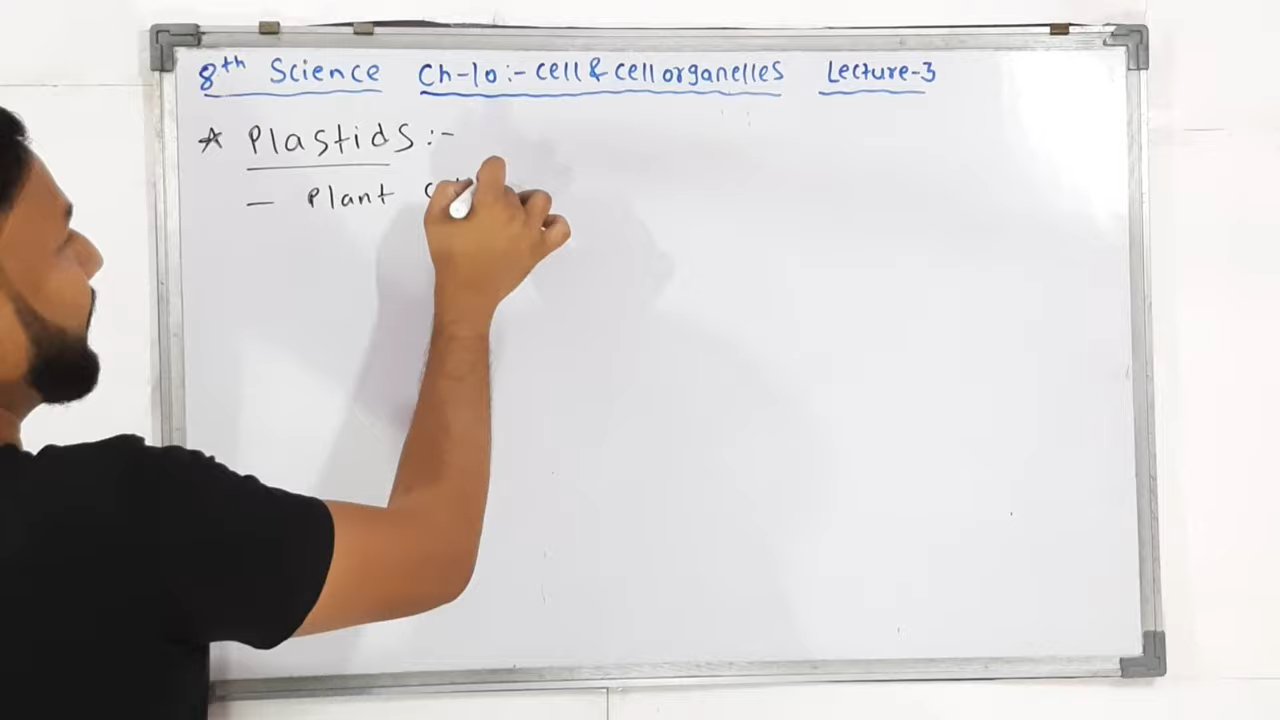 8th Science Ch-10:- cell & cell organelles Lecture-3
* Plastids:-
- Plant